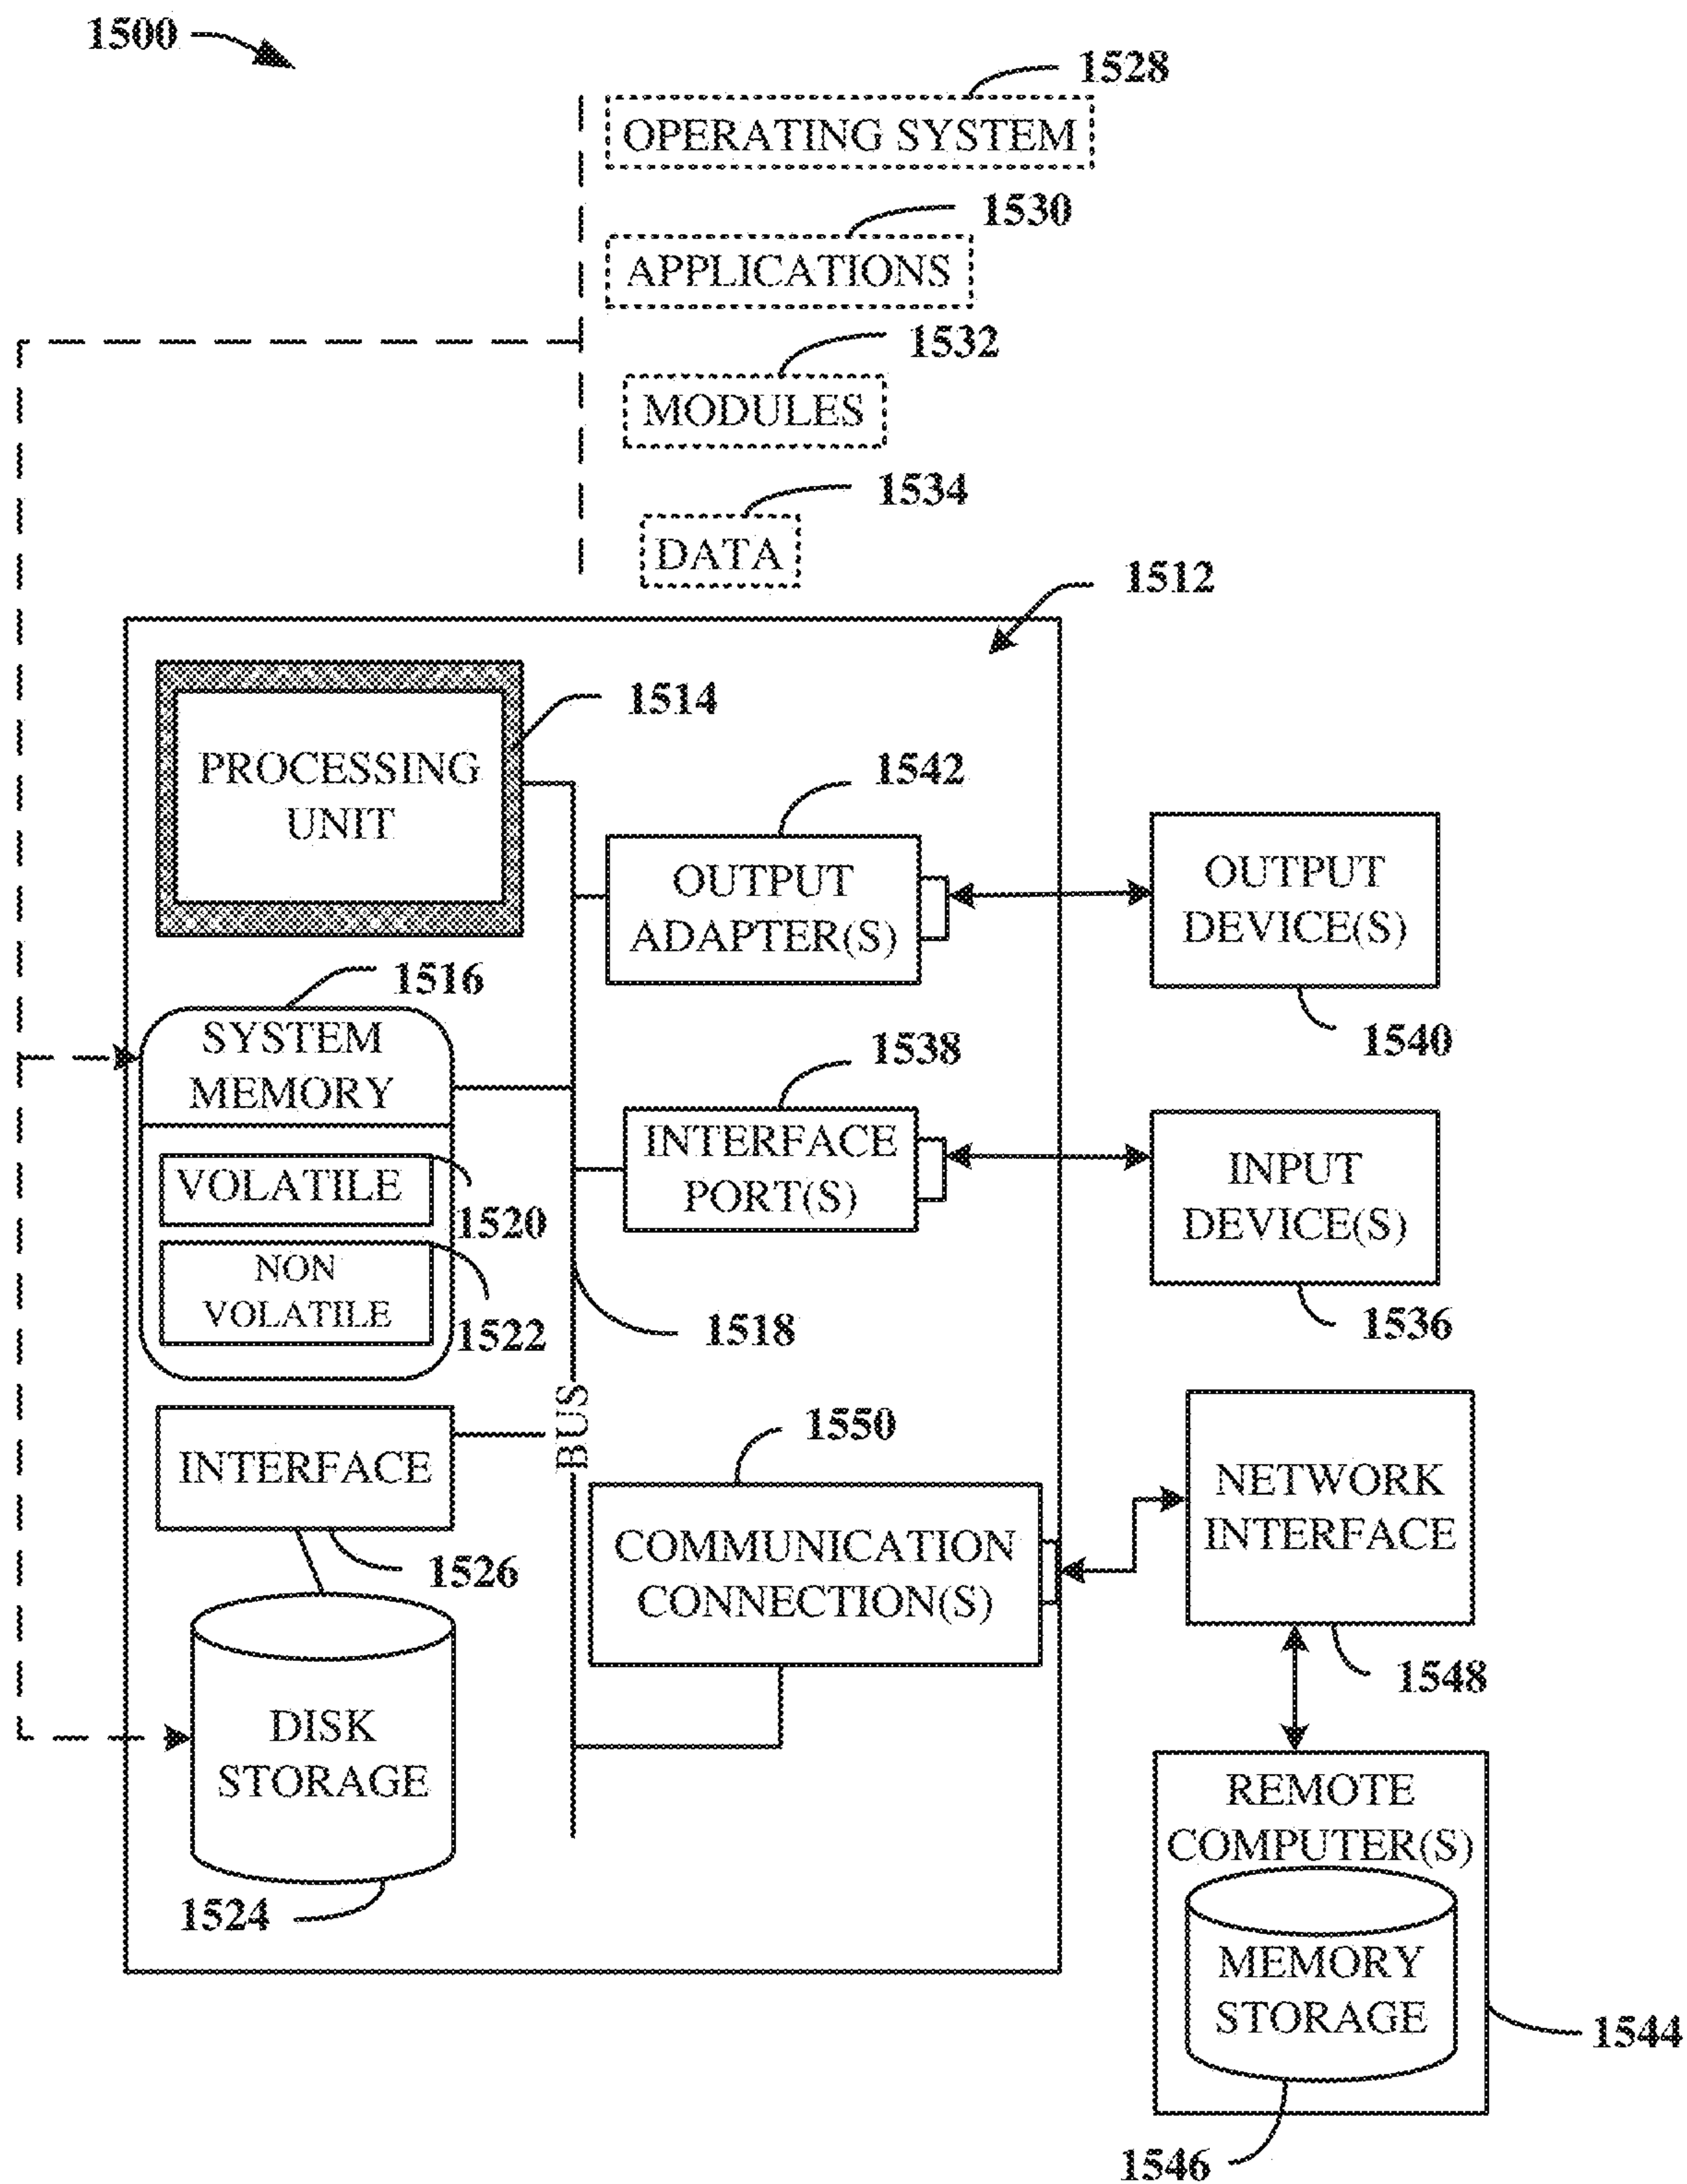 1500
1528
OPERATING SYSTEM
1530
APPLICATIONS
1532
MODULES
1534
DATA
1512
1514
PROCESSING
UNIT
1542
OUTPUT
ADAPTER(S)
OUTPUT
DEVICE(S)
1540
1516
SYSTEM
MEMORY
1538
INTERFACE
PORT(S)
INPUT
DEVICE(S)
1536
VOLATILE
1520
NON
VOLATILE
1522
1518
BUS
INTERFACE
1526
1550
COMMUNICATION
CONNECTION(S)
NETWORK
INTERFACE
1548
DISK
STORAGE
1524
REMOTE
COMPUTER(S)
MEMORY
STORAGE
1544
1546